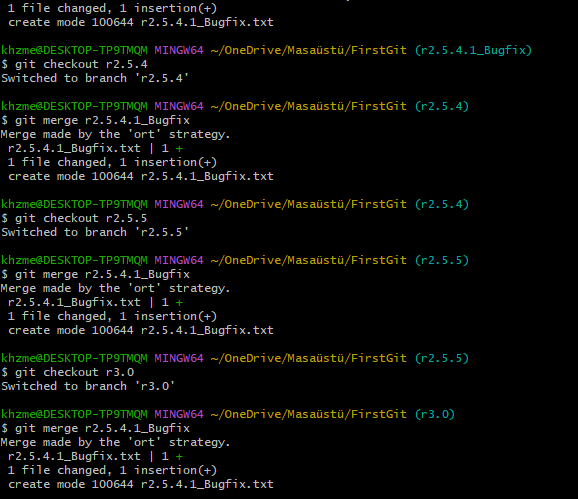 1 file changed, 1 insertion(+)
create mode 100644 r2.5.4.1_Bugfix.txt
khzme@DESKTOP-TP9TMQM MINGW64 ~/OneDrive/Masaüstü/FirstGit (r2.5.4.1_Bugfix)
$ git checkout r2.5.4
Switched to branch 'r2.5.4'
khzme@DESKTOP-TP9TMQM MINGW64 ~/OneDrive/Masaüstü/FirstGit (r2.5.4)
$ git merge r2.5.4.1_Bugfix
Merge made by the 'ort' strategy.
r2.5.4.1_Bugfix.txt | 1 +
1 file changed, 1 insertion(+)
create mode 100644 r2.5.4.1_Bugfix.txt
khzme@DESKTOP-TP9TMQM MINGW64 ~/OneDrive/Masaüstü/FirstGit (r2.5.4)
$ git checkout r2.5.5
Switched to branch 'r2.5.5'
khzme@DESKTOP-TP9TMQM MINGW64 ~/OneDrive/Masaüstü/FirstGit (r2.5.5)
$ git merge r2.5.4.1_Bugfix
Merge made by the 'ort' strategy.
r2.5.4.1_Bugfix.txt | 1 +
1 file changed, 1 insertion(+)
create mode 100644 r2.5.4.1_Bugfix.txt
khzme@DESKTOP-TP9TMQM MINGW64 ~/OneDrive/Masaüstü/FirstGit (r2.5.5)
$ git checkout r3.0
Switched to branch 'r3.0'
khzme@DESKTOP-TP9TMQM MINGW64 ~/OneDrive/Masaüstü/FirstGit (r3.0)
$ git merge r2.5.4.1_Bugfix
Merge made by the 'ort' strategy.
r2.5.4.1_Bugfix.txt | 1 +
1 file changed, 1 insertion(+)
create mode 100644 r2.5.4.1_Bugfix.txt